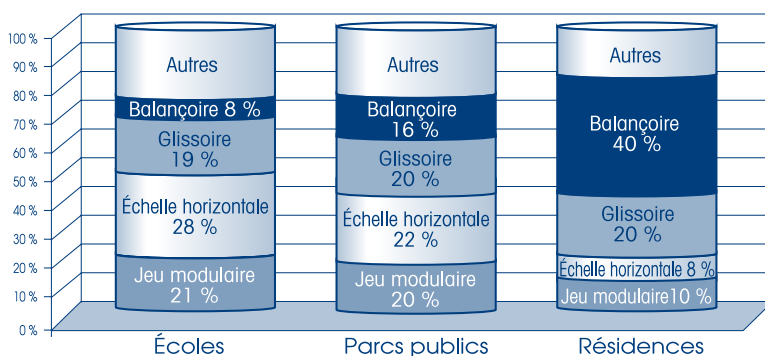 100 %
90 %
80 %
70 %
60 %
50 %
40 %
30 %
20 %
10 %
0 %
Autres
Balançoire 8 %
Glissoire
19 %
Échelle horizontale
28 %
Jeu modulaire
21 %
Écoles
Autres
Balançoire
16 %
Glissoire
20 %
Échelle horizontale
22 %
Jeu modulaire
20 %
Parcs publics
Autres
Balançoire
40 %
Glissoire
20 %
Échelle horizontale 8 %
Jeu modulaire10 %
Résidences